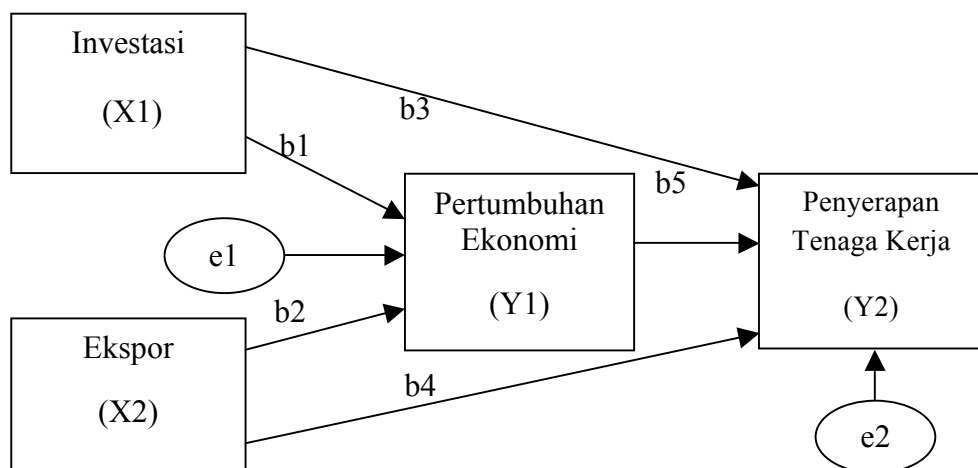 Investasi
(X1)
b3
b1
b5
Pertumbuhan
Ekonomi
(Y1)
Penyerapan
Tenaga Kerja
(Y2)
e1
b2
Ekspor
(X2)
b4
e2